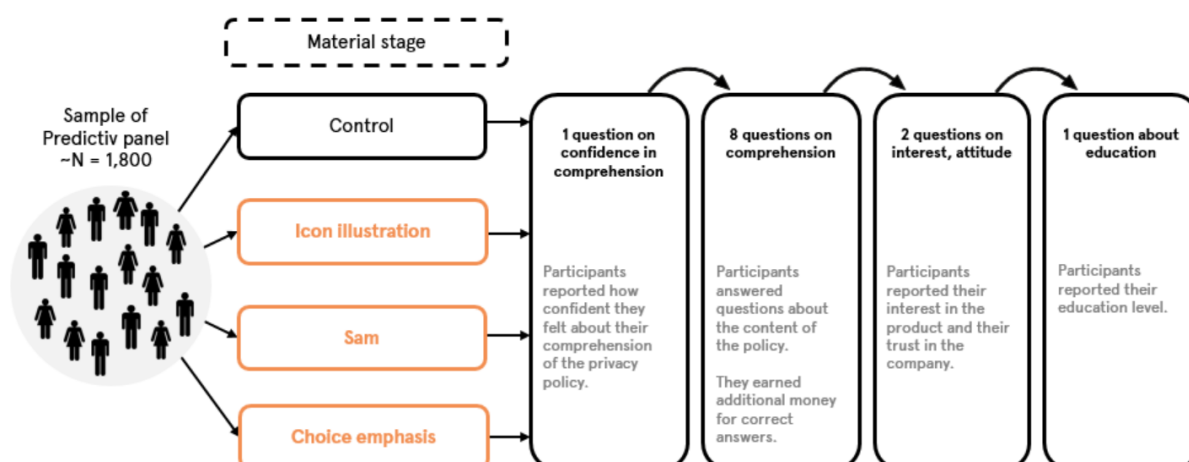 Material stage
Sample of
Predictiv panel
~N = 1,800
Control
Icon illustration
Sam
Choice emphasis
1 question on
confidence in
comprehension
Participants
reported how
confident they
felt about their
comprehension
of the privacy
policy.
8 questions on
comprehension
Participants
answered
questions about
the content of
the policy.
They earned
additional money
for correct
answers.
2 questions on
interest, attitude
Participants
reported their
interest in the
product and their
trust in the
company.
1 question about
education
Participants
reported their
education level.